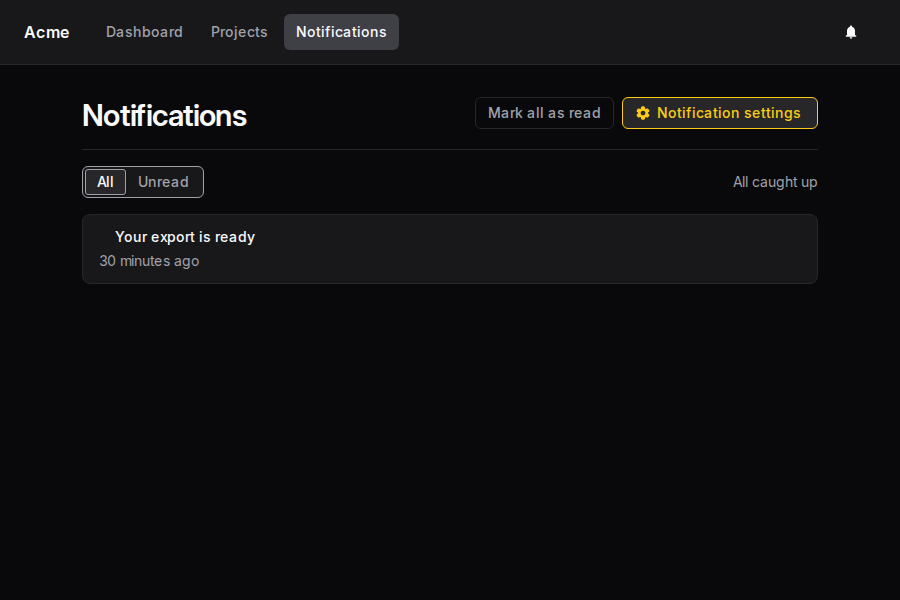 Acme Dashboard Projects Notifications
Notifications
Mark all as read Notification settings
All Unread All caught up
Your export is ready
30 minutes ago